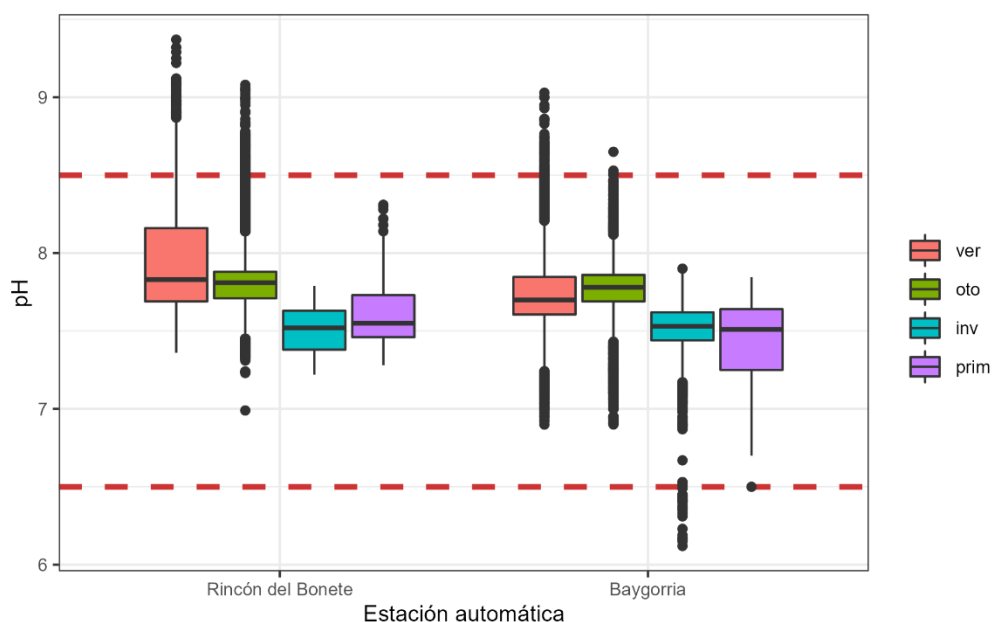 9
8
7
6
pH
Rincón del Bonete
Baygorria
Estación automática
ver
oto
inv
prim